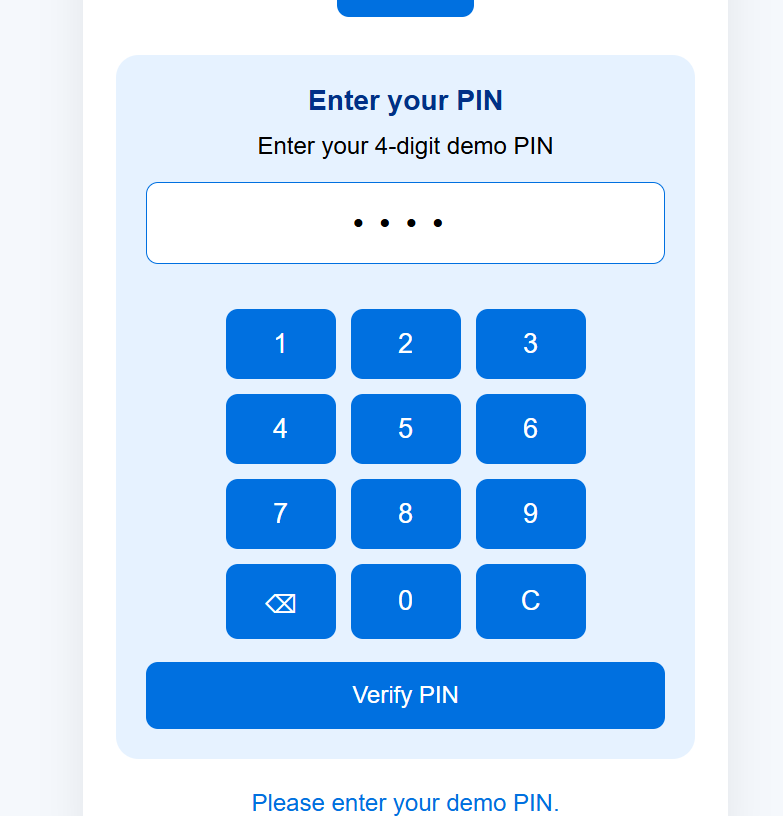 Enter your PIN
Enter your 4-digit demo PIN
• • • •
1 2 3
4 5 6
7 8 9
⌫ 0 C
Verify PIN
Please enter your demo PIN.